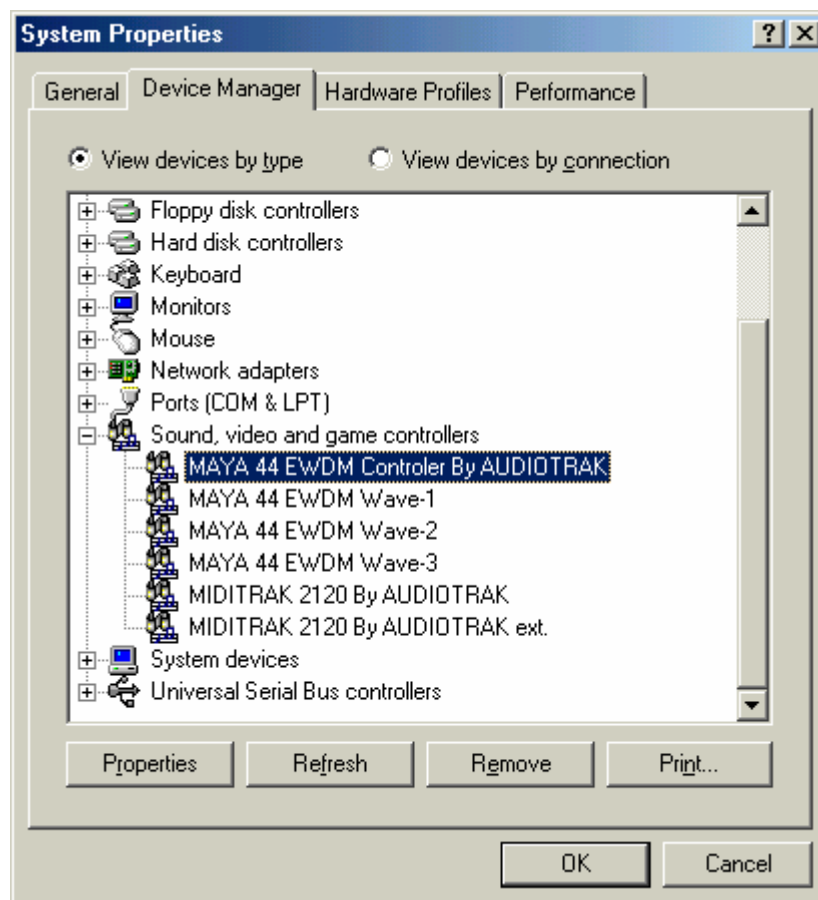 System Properties
General Device Manager Hardware Profiles Performance
View devices by type View devices by connection
Floppy disk controllers
Hard disk controllers
Keyboard
Monitors
Mouse
Network adapters
Ports (COM & LPT)
Sound, video and game controllers
MAYA 44 EWDM Controler By AUDIOTRAK
MAYA 44 EWDM Wave-1
MAYA 44 EWDM Wave-2
MAYA 44 EWDM Wave-3
MIDITRAK 2120 By AUDIOTRAK
MIDITRAK 2120 By AUDIOTRAK ext.
System devices
Universal Serial Bus controllers
Properties Refresh Remove Print...
OK Cancel